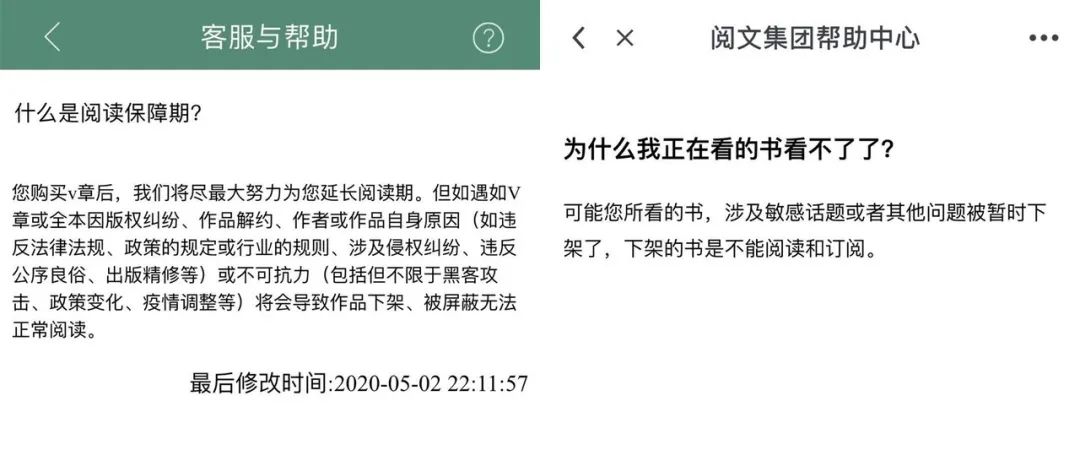 客服与帮助
什么是阅读保障期？
您购买v章后，我们将尽最大努力为您延长阅读期。但如遇如V
章或全本因版权纠纷、作品解约、作者或作品自身原因（如违
反法律法规、政策的规定或行业的规则、涉及侵权纠纷、违反
公序良俗、出版精修等）或不可抗力（包括但不限于黑客攻
击、政策变化、疫情调整等）将会导致作品下架、被屏蔽无法
正常阅读。
最后修改时间:2020-05-02 22:11:57
阅文集团帮助中心
为什么我正在看的书看不了了?
可能您所看的书，涉及敏感话题或者其他问题被暂时下
架了，下架的书是不能阅读和订阅。